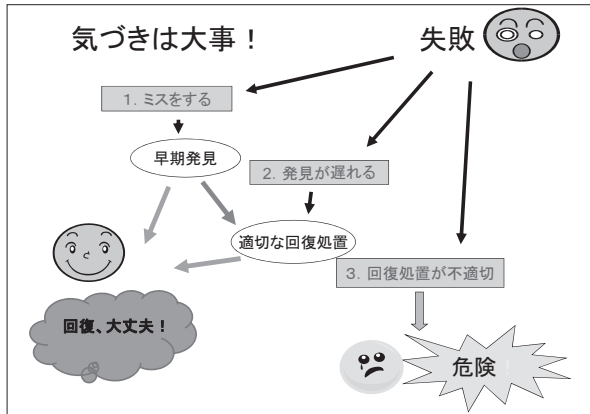 気づきは大事！
失敗
1．ミスをする
早期発見
2．発見が遅れる
適切な回復処置
3．回復処置が不適切
回復、大丈夫！
危険！